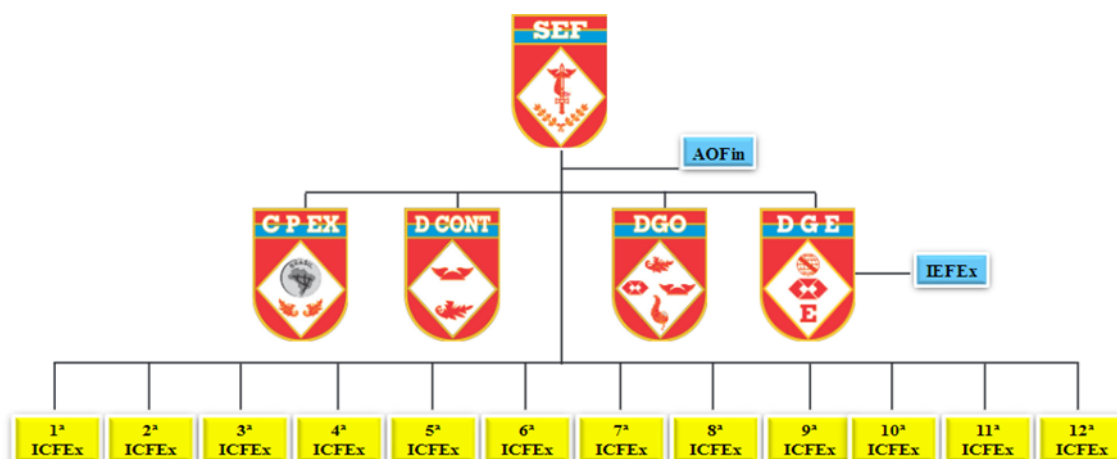 SEF
AOFin
C P EX
D CONT
DGO
D G E
BRASIL
IEFEx
E
1ª
ICFEx
2ª
ICFEx
3ª
ICFEx
4ª
ICFEx
5ª
ICFEx
6ª
ICFEx
7ª
ICFEx
8ª
ICFEx
9ª
ICFEx
10ª
ICFEx
11ª
ICFEx
12ª
ICFEx